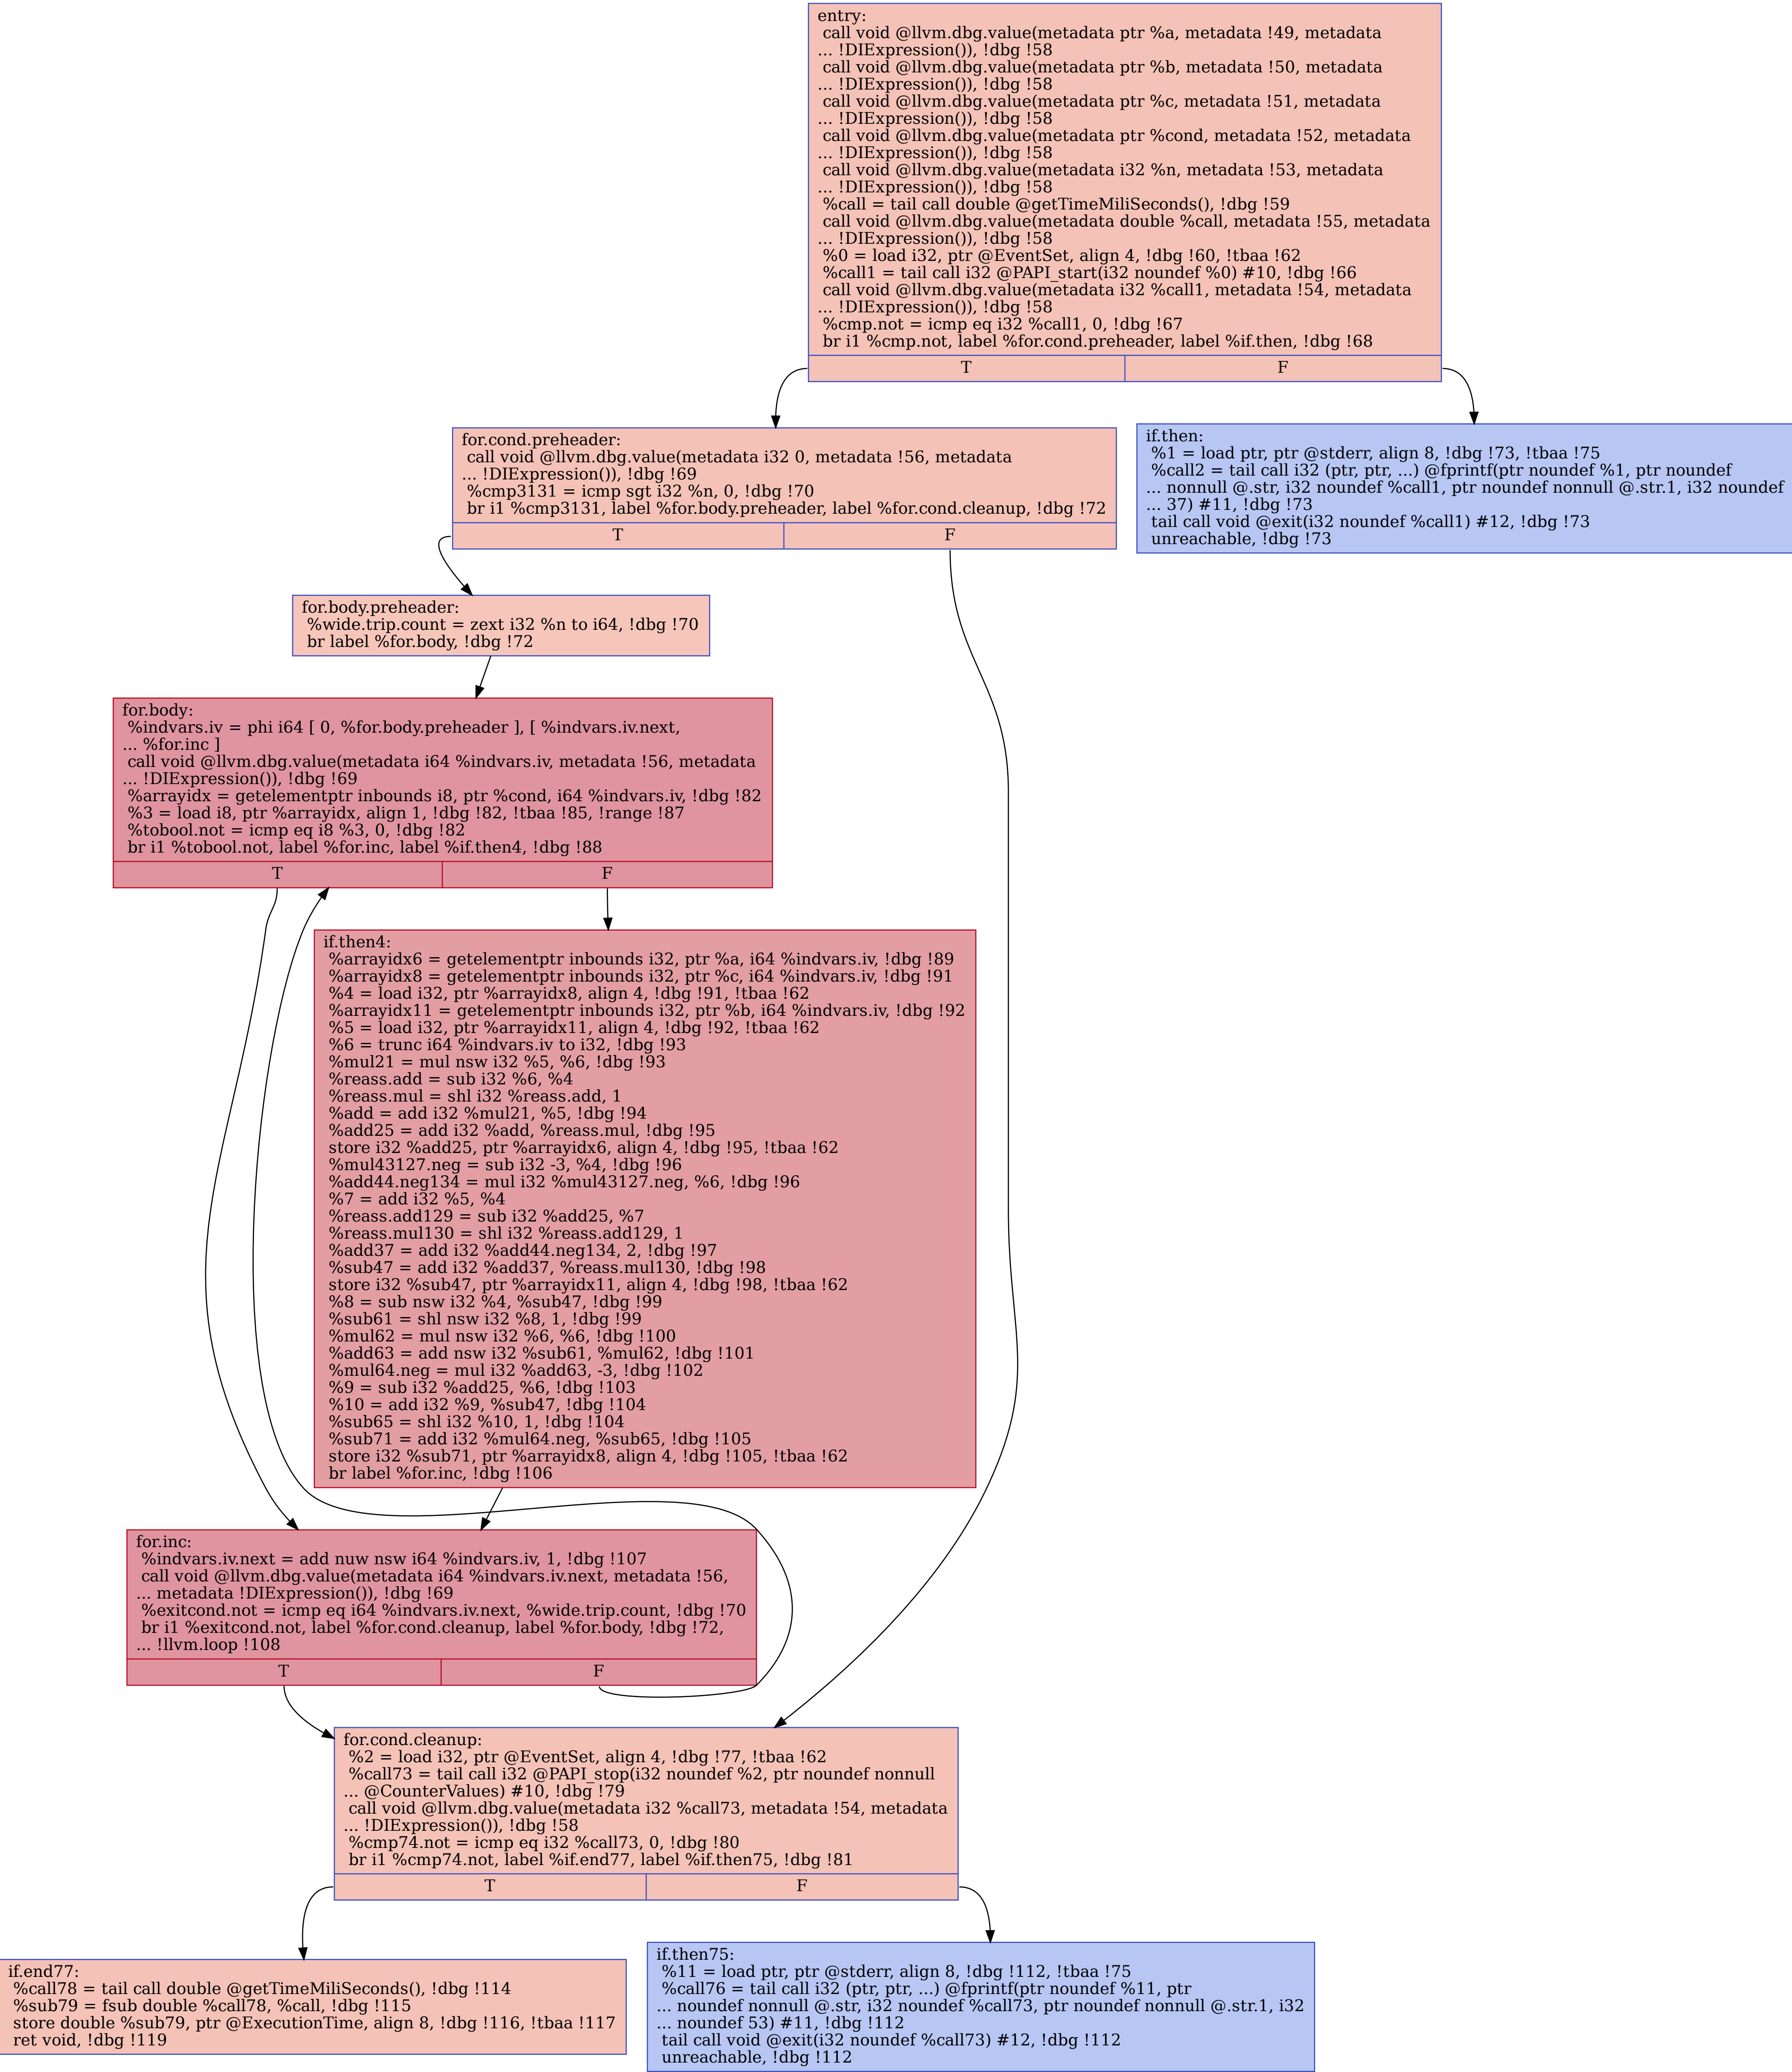 entry:
call void @llvm.dbg.value(metadata ptr %a, metadata !49, metadata
... !DIExpression()), !dbg !58
call void @llvm.dbg.value(metadata ptr %b, metadata !50, metadata
... !DIExpression()), !dbg !58
call void @llvm.dbg.value(metadata ptr %c, metadata !51, metadata
... !DIExpression()), !dbg !58
call void @llvm.dbg.value(metadata ptr %cond, metadata !52, metadata
... !DIExpression()), !dbg !58
call void @llvm.dbg.value(metadata i32 %n, metadata !53, metadata
... !DIExpression()), !dbg !58
%call = tail call double @getTimeMiliSeconds(), !dbg !59
call void @llvm.dbg.value(metadata double %call, metadata !55, metadata
... !DIExpression()), !dbg !58
%0 = load i32, ptr @EventSet, align 4, !dbg !60, !tbaa !62
%call1 = tail call i32 @PAPI_start(i32 noundef %0) #10, !dbg !66
call void @llvm.dbg.value(metadata i32 %call1, metadata !54, metadata
... !DIExpression()), !dbg !58
%cmp.not = icmp eq i32 %call1, 0, !dbg !67
br i1 %cmp.not, label %for.cond.preheader, label %if.then, !dbg !68
T F
for.cond.preheader:
call void @llvm.dbg.value(metadata i32 0, metadata !56, metadata
... !DIExpression()), !dbg !69
%cmp3131 = icmp sgt i32 %n, 0, !dbg !70
br i1 %cmp3131, label %for.body.preheader, label %for.cond.cleanup, !dbg !72
T F
if.then:
%1 = load ptr, ptr @stderr, align 8, !dbg !73, !tbaa !75
%call2 = tail call i32 (ptr, ptr, ...) @fprintf(ptr noundef %1, ptr noundef
... nonnull @.str, i32 noundef %call1, ptr noundef nonnull @.str.1, i32 noundef
... 37) #11, !dbg !73
tail call void @exit(i32 noundef %call1) #12, !dbg !73
unreachable, !dbg !73
for.body.preheader:
%wide.trip.count = zext i32 %n to i64, !dbg !70
br label %for.body, !dbg !72
for.body:
%indvars.iv = phi i64 [ 0, %for.body.preheader ], [ %indvars.iv.next,
... %for.inc ]
call void @llvm.dbg.value(metadata i64 %indvars.iv, metadata !56, metadata
... !DIExpression()), !dbg !69
%arrayidx = getelementptr inbounds i8, ptr %cond, i64 %indvars.iv, !dbg !82
%3 = load i8, ptr %arrayidx, align 1, !dbg !82, !tbaa !85, !range !87
%tobool.not = icmp eq i8 %3, 0, !dbg !82
br i1 %tobool.not, label %for.inc, label %if.then4, !dbg !88
T F
if.then4:
%arrayidx6 = getelementptr inbounds i32, ptr %a, i64 %indvars.iv, !dbg !89
%arrayidx8 = getelementptr inbounds i32, ptr %c, i64 %indvars.iv, !dbg !91
%4 = load i32, ptr %arrayidx8, align 4, !dbg !91, !tbaa !62
%arrayidx11 = getelementptr inbounds i32, ptr %b, i64 %indvars.iv, !dbg !92
%5 = load i32, ptr %arrayidx11, align 4, !dbg !92, !tbaa !62
%6 = trunc i64 %indvars.iv to i32, !dbg !93
%mul21 = mul nsw i32 %5, %6, !dbg !93
%reass.add = sub i32 %6, %4
%reass.mul = shl i32 %reass.add, 1
%add = add i32 %mul21, %5, !dbg !94
%add25 = add i32 %add, %reass.mul, !dbg !95
store i32 %add25, ptr %arrayidx6, align 4, !dbg !95, !tbaa !62
%mul43127.neg = sub i32 -3, %4, !dbg !96
%add44.neg134 = mul i32 %mul43127.neg, %6, !dbg !96
%7 = add i32 %5, %4
%reass.add129 = sub i32 %add25, %7
%reass.mul130 = shl i32 %reass.add129, 1
%add37 = add i32 %add44.neg134, 2, !dbg !97
%sub47 = add i32 %add37, %reass.mul130, !dbg !98
store i32 %sub47, ptr %arrayidx11, align 4, !dbg !98, !tbaa !62
%8 = sub nsw i32 %4, %sub47, !dbg !99
%sub61 = shl nsw i32 %8, 1, !dbg !99
%mul62 = mul nsw i32 %6, %6, !dbg !100
%add63 = add nsw i32 %sub61, %mul62, !dbg !101
%mul64.neg = mul i32 %add63, -3, !dbg !102
%9 = sub i32 %add25, %6, !dbg !103
%10 = add i32 %9, %sub47, !dbg !104
%sub65 = shl i32 %10, 1, !dbg !104
%sub71 = add i32 %mul64.neg, %sub65, !dbg !105
store i32 %sub71, ptr %arrayidx8, align 4, !dbg !105, !tbaa !62
br label %for.inc, !dbg !106
for.inc:
%indvars.iv.next = add nuw nsw i64 %indvars.iv, 1, !dbg !107
call void @llvm.dbg.value(metadata i64 %indvars.iv.next, metadata !56,
... metadata !DIExpression()), !dbg !69
%exitcond.not = icmp eq i64 %indvars.iv.next, %wide.trip.count, !dbg !70
br i1 %exitcond.not, label %for.cond.cleanup, label %for.body, !dbg !72,
... !llvm.loop !108
T F
for.cond.cleanup:
%2 = load i32, ptr @EventSet, align 4, !dbg !77, !tbaa !62
%call73 = tail call i32 @PAPI_stop(i32 noundef %2, ptr noundef nonnull
... @CounterValues) #10, !dbg !79
call void @llvm.dbg.value(metadata i32 %call73, metadata !54, metadata
... !DIExpression()), !dbg !58
%cmp74.not = icmp eq i32 %call73, 0, !dbg !80
br i1 %cmp74.not, label %if.end77, label %if.then75, !dbg !81
T F
if.end77:
%call78 = tail call double @getTimeMiliSeconds(), !dbg !114
%sub79 = fsub double %call78, %call, !dbg !115
store double %sub79, ptr @ExecutionTime, align 8, !dbg !116, !tbaa !117
ret void, !dbg !119
if.then75:
%11 = load ptr, ptr @stderr, align 8, !dbg !112, !tbaa !75
%call76 = tail call i32 (ptr, ptr, ...) @fprintf(ptr noundef %11, ptr
... noundef nonnull @.str, i32 noundef %call73, ptr noundef nonnull @.str.1, i32
... noundef 53) #11, !dbg !112
tail call void @exit(i32 noundef %call73) #12, !dbg !112
unreachable, !dbg !112